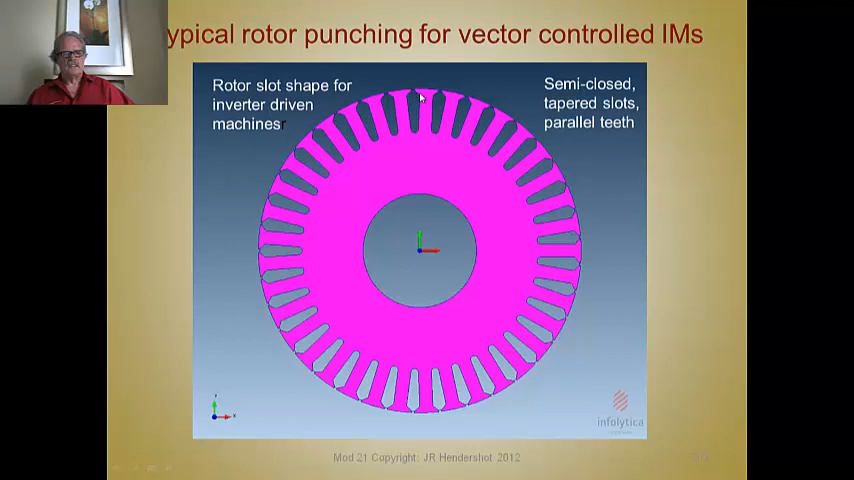 ypical rotor punching for vector controlled IMs
Rotor slot shape for
inverter driven
machinesr
Semi-closed,
tapered slots,
parallel teeth
infolytica
Mod 21 Copyright: JR Hendershot 2012